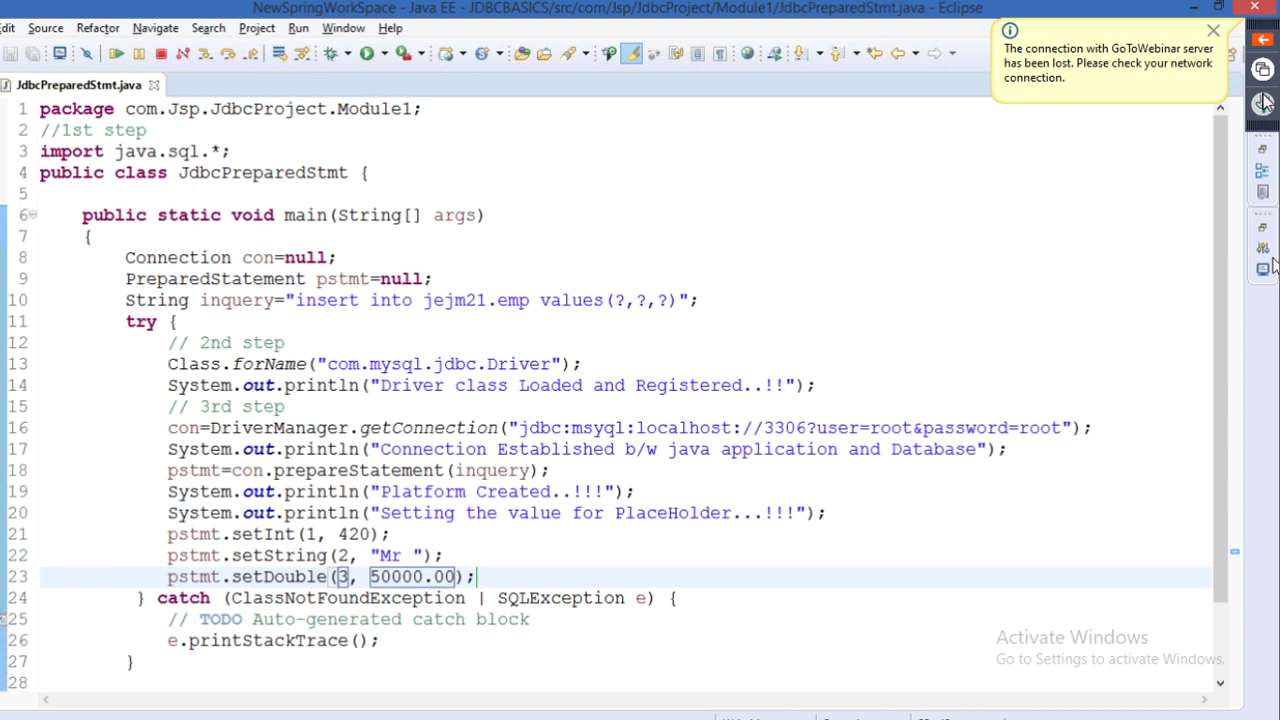 NewSpringWorkSpace - Java EE - JDBCBASICS/src/com/Jsp/JdbcProject/Module1/JdbcPreparedStmt.java - Eclipse
dit Source Refactor Navigate Search Project Run Window Help
The connection with GoToWebinar server
has been lost. Please check your network
connection.
JdbcPreparedStmt.java
1 package com.Jsp.JdbcProject.Module1;
2 //1st step
3 import java.sql.*;
4 public class JdbcPreparedStmt {
5
6 public static void main(String[] args)
7 {
8 Connection con=null;
9 PreparedStatement pstmt=null;
10 String inquery="insert into jejm21.emp values(?,?,?)";
11 try {
12 // 2nd step
13 Class.forName("com.mysql.jdbc.Driver");
14 System.out.println("Driver class Loaded and Registered..!!");
15 // 3rd step
16 con=DriverManager.getConnection("jdbc:msyql:localhost://3306?user=root&password=root");
17 System.out.println("Connection Established b/w java application and Database");
18 pstmt=con.prepareStatement(inquery);
19 System.out.println("Platform Created..!!!");
20 System.out.println("Setting the value for PlaceHolder...!!!");
21 pstmt.setInt(1, 420);
22 pstmt.setString(2, "Mr ");
23 pstmt.setDouble(3, 50000.00);
24 } catch (ClassNotFoundException | SQLException e) {
25 // TODO Auto-generated catch block
26 e.printStackTrace();
27 }
28
Activate Windows
Go to Settings to activate Windows.